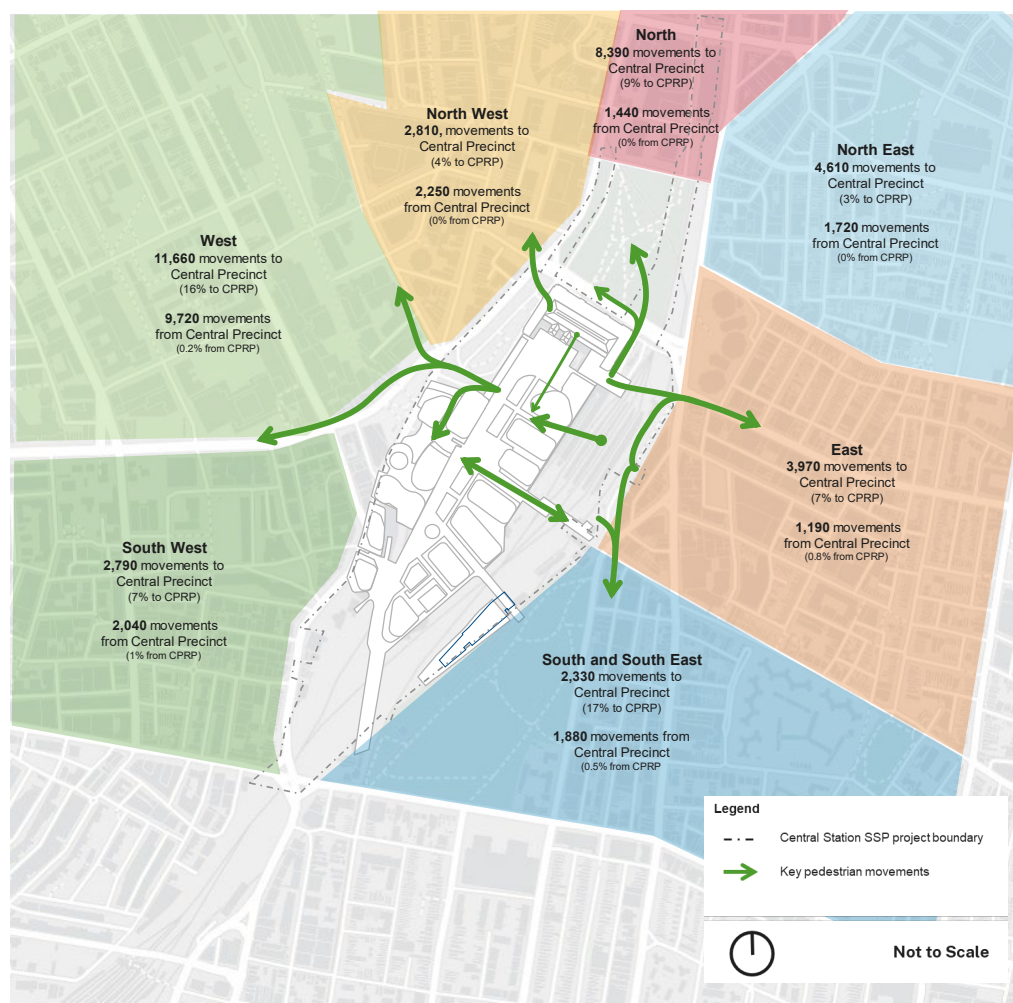 North
8,390 movements to
Central Precinct
(9% to CPRP)
1,440 movements
from Central Precinct
(0% from CPRP)
North West
2,810, movements to
Central Precinct
(4% to CPRP)
2,250 movements
from Central Precinct
(0% from CPRP)
North East
4,610 movements to
Central Precinct
(3% to CPRP)
1,720 movements
from Central Precinct
(0% from CPRP)
West
11,660 movements to
Central Precinct
(16% to CPRP)
9,720 movements
from Central Precinct
(0.2% from CPRP)
East
3,970 movements to
Central Precinct
(7% to CPRP)
1,190 movements
from Central Precinct
(0.8% from CPRP)
South West
2,790 movements to
Central Precinct
(7% to CPRP)
2,040 movements
from Central Precinct
(1% from CPRP)
South and South East
2,330 movements to
Central Precinct
(17% to CPRP)
1,880 movements from
Central Precinct
(0.5% from CPRP
Legend
Central Station SSP project boundary
Key pedestrian movements
Not to Scale